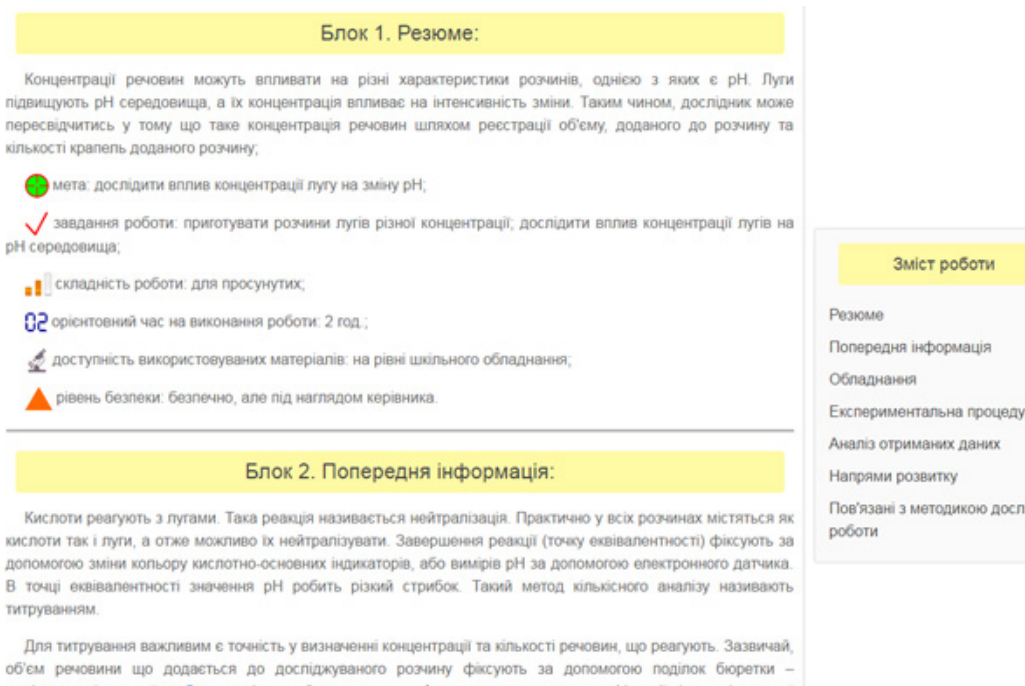 Блок 1. Резюме:
Концентрації речовин можуть впливати на різні характеристики розчинів, однією з яких є pH. Луги
підвищують pH середовища, а їх концентрація впливає на інтенсивність зміни. Таким чином, дослідник може
пересвідчитись у тому що таке концентрація речовин шляхом реєстрації об'єму, доданого до розчину та
кількості крапель доданого розчину;
мета: дослідити вплив концентрації лугу на зміну pH;
завдання роботи: приготувати розчини лугів різної концентрації; дослідити вплив концентрації лугів на
pH середовища;
складність роботи: для просунутих;
02 орієнтовний час на виконання роботи: 2 год.;
доступність використовуваних матеріалів: на рівні шкільного обладнання;
рівень безпеки: безпечно, але під наглядом керівника.
Блок 2. Попередня інформація:
Кислоти реагують з лугами. Така реакція називається нейтралізація. Практично у всіх розчинах містяться як
кислоти так і луги, а отже можливо їх нейтралізувати. Завершення реакції (точку еквівалентності) фіксують за
допомогою зміни кольору кислотно-основних індикаторів, або вимірів pH за допомогою електронного датчика.
В точці еквівалентності значення pH робить різкий стрибок. Такий метод кількісного аналізу називають
титруванням.
Для титрування важливим є точність у визначенні концентрації та кількості речовин, що реагують. Зазвичай,
об'єм речовини що додається до досліджуваного розчину фіксують за допомогою поділок бюретки –
Зміст роботи
Резюме
Попередня інформація
Обладнання
Експериментальна процеду
Аналіз отриманих даних
Напрями розвитку
Пов'язані з методикою досл
роботи